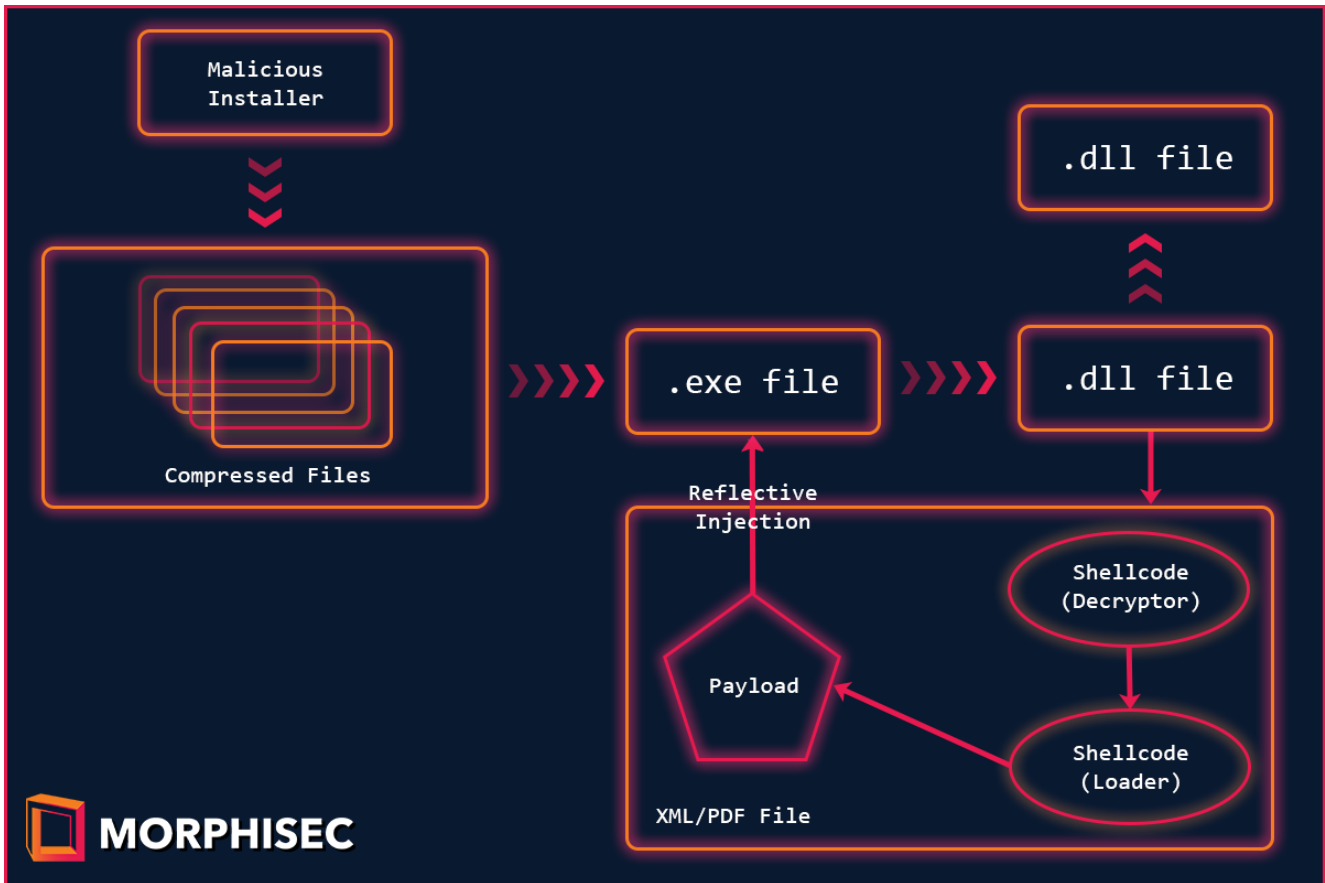 Malicious
Installer
.dll file
Compressed Files
.exe file
.dll file
Reflective
Injection
Shellcode
(Decryptor)
Payload
Shellcode
(Loader)
XML/PDF File
MORPHISEC